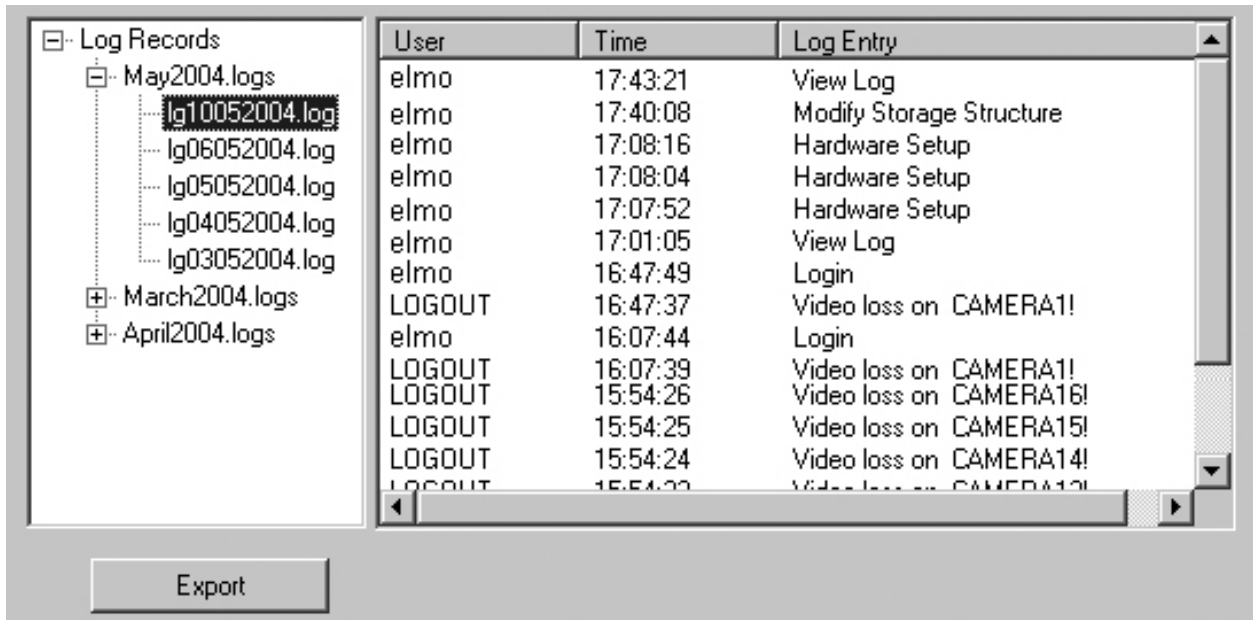 Log Records
May2004.logs
lg10052004.log
lg06052004.log
lg05052004.log
lg04052004.log
lg03052004.log
March2004.logs
April2004.logs
User Time Log Entry
elmo 17:43:21 View Log
elmo 17:40:08 Modify Storage Structure
elmo 17:08:16 Hardware Setup
elmo 17:08:04 Hardware Setup
elmo 17:07:52 Hardware Setup
elmo 17:01:05 View Log
elmo 16:47:49 Login
LOGOUT 16:47:37 Video loss on CAMERA1!
elmo 16:07:44 Login
LOGOUT 16:07:39 Video loss on CAMERA1!
LOGOUT 15:54:26 Video loss on CAMERA16!
LOGOUT 15:54:25 Video loss on CAMERA15!
LOGOUT 15:54:24 Video loss on CAMERA14!
LOGOUT Video loss on
Export